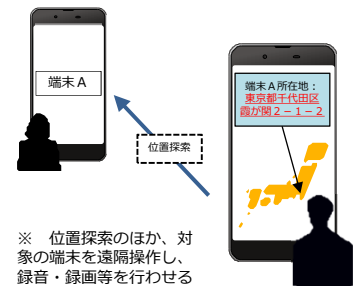 端末A
端末A所在地：
東京都千代田区
霞が関２－１－２
位置探索
※　位置探索のほか、対
象の端末を遠隔操作し、
録音・録画等を行わせる